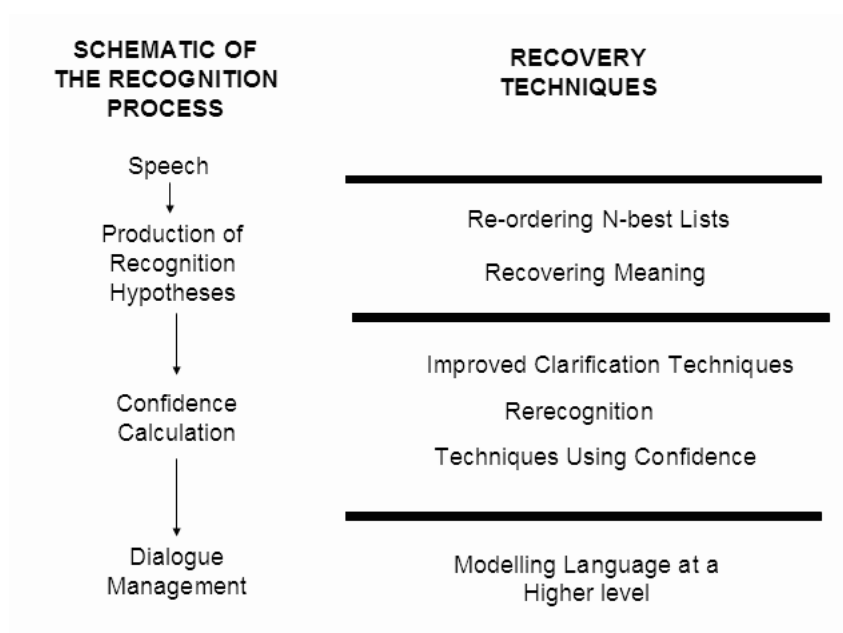 SCHEMATIC OF
THE RECOGNITION
PROCESS
RECOVERY
TECHNIQUES
Speech
Production of
Recognition
Hypotheses
Re-ordering N-best Lists
Recovering Meaning
Confidence
Calculation
Improved Clarification Techniques
Rerecognition
Techniques Using Confidence
Dialogue
Management
Modelling Language at a
Higher level